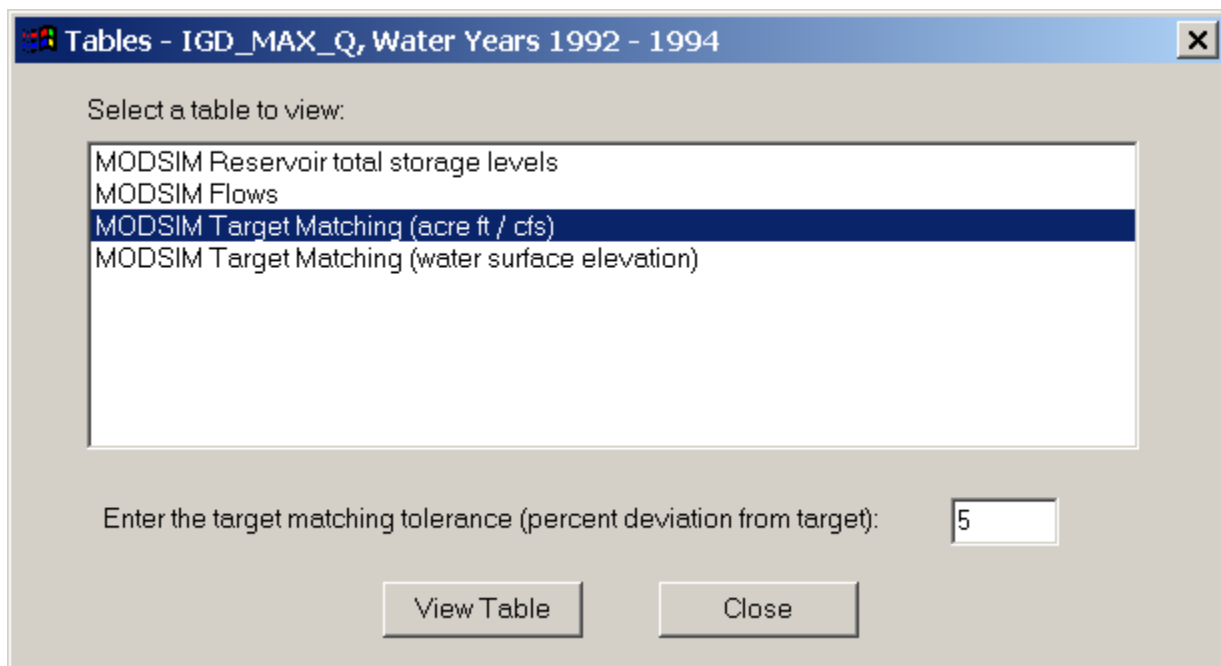 Tables - IGD_MAX_Q, Water Years 1992 - 1994
Select a table to view:
MODSIM Reservoir total storage levels
MODSIM Flows
MODSIM Target Matching (acre ft / cfs)
MODSIM Target Matching (water surface elevation)
Enter the target matching tolerance (percent deviation from target): 5
View Table Close